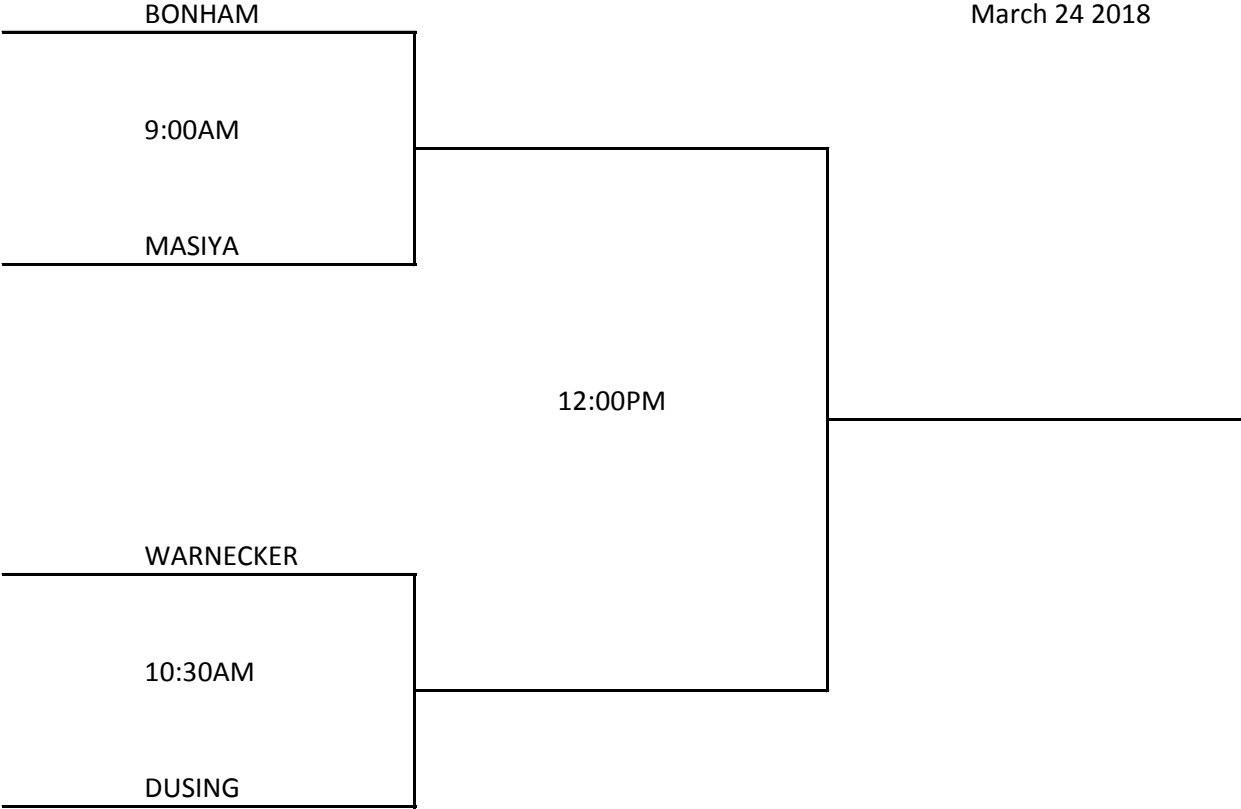 BONHAM
March 24 2018
9:00AM
MASIYA
12:00PM
WARNECKER
10:30AM
DUSING